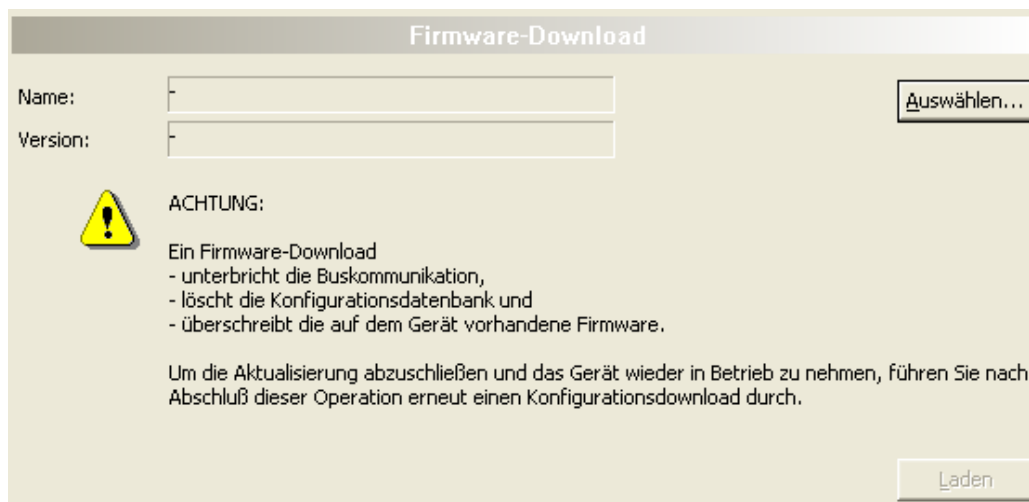 Firmware-Download
Name: -
Auswählen...
Version: -
ACHTUNG:
Ein Firmware-Download
- unterbricht die Buskommunikation,
- löscht die Konfigurationsdatenbank und
- überschreibt die auf dem Gerät vorhandene Firmware.
Um die Aktualisierung abzuschließen und das Gerät wieder in Betrieb zu nehmen, führen Sie nach
Abschluß dieser Operation erneut einen Konfigurationsdownload durch.
Laden